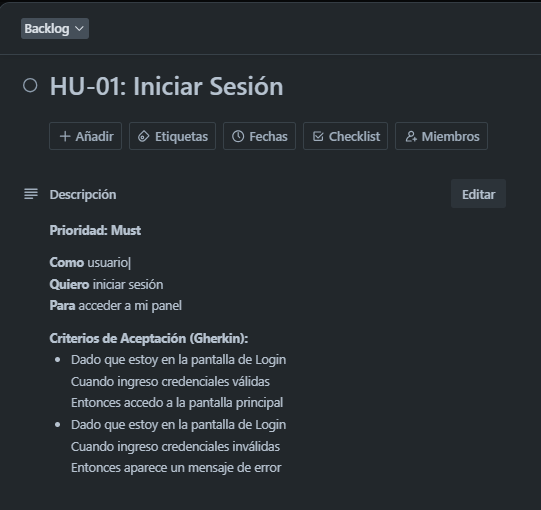 Backlog
HU-01: Iniciar Sesión
Añadir
Etiquetas
Fechas
Checklist
Miembros
Descripción
Editar
Prioridad: Must
Como usuario
Quiero iniciar sesión
Para acceder a mi panel
Criterios de Aceptación (Gherkin):
Dado que estoy en la pantalla de Login
Cuando ingreso credenciales válidas
Entonces accedo a la pantalla principal
Dado que estoy en la pantalla de Login
Cuando ingreso credenciales inválidas
Entonces aparece un mensaje de error